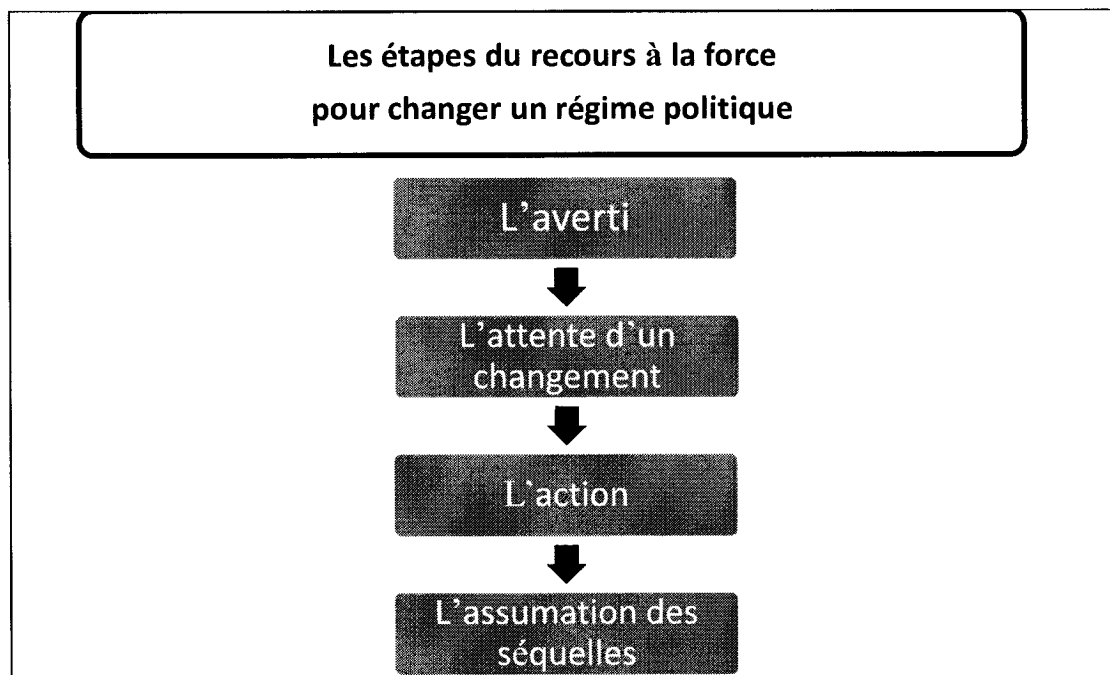 Les étapes du recours à la force
pour changer un régime politique
L'averti
L'attente d`un
changement
L`action
L'assumation des
séquelles